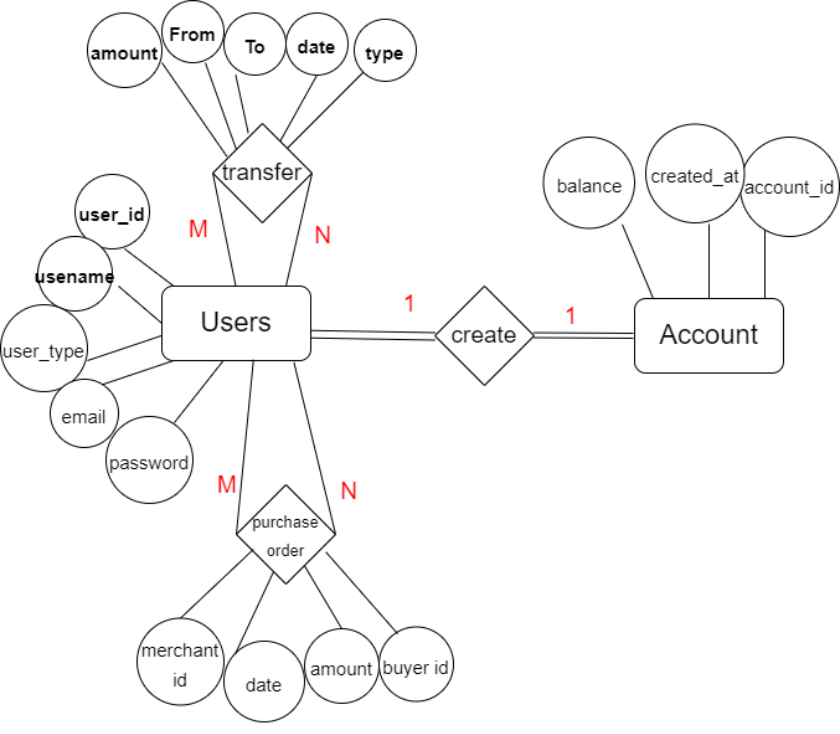 amount
From
To
date
type
transfer
M
N
user_id
usename
user_type
email
password
Users
1
create
1
balance
created_at
account_id
Account
M
N
purchase
order
merchant
id
date
amount
buyer id